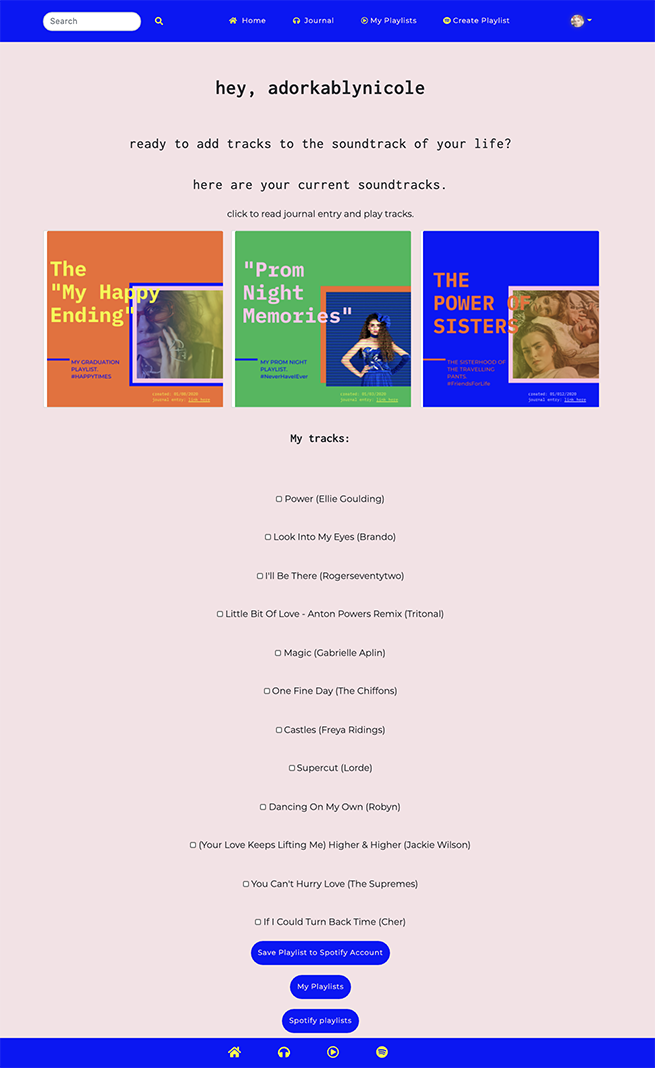 Search
Home
Journal
My Playlists
Create Playlist
hey, adorkablynicole
ready to add tracks to the soundtrack of your life?
here are your current soundtracks.
click to read journal entry and play tracks.
The
"My Happy
Ending"
MY GRADUATION
PLAYLIST.
#HAPPYTIMES
created: 01/08/2020
journal entry: link here
"Prom
Night
Memories"
MY PROM NIGHT
PLAYLIST.
#NeverHaveIEver
created: 01/03/2020
journal entry: link here
THE
POWER OF
SISTERS
THE SISTERHOOD OF
THE TRAVELLING
PANTS.
#FriendsForLife
created: 01/012/2020
journal entry: link here
My tracks:
Power (Ellie Goulding)
Look Into My Eyes (Brando)
I'll Be There (Rogerseventytwo)
Little Bit Of Love - Anton Powers Remix (Tritonal)
Magic (Gabrielle Aplin)
One Fine Day (The Chiffons)
Castles (Freya Ridings)
Supercut (Lorde)
Dancing On My Own (Robyn)
(Your Love Keeps Lifting Me) Higher & Higher (Jackie Wilson)
You Can't Hurry Love (The Supremes)
If I Could Turn Back Time (Cher)
Save Playlist to Spotify Account
My Playlists
Spotify playlists